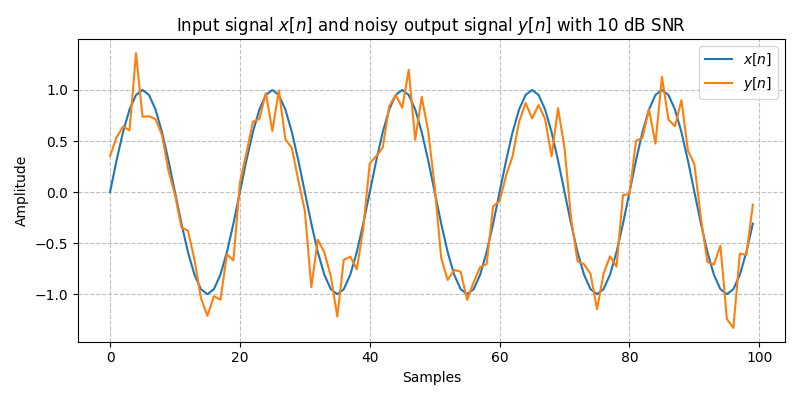 Input signal x[n] and noisy output signal y[n] with 10 dB SNR
x[n]
y[n]
1.0
0.5
0.0
−0.5
−1.0
Amplitude
0 20 40 60 80 100
Samples